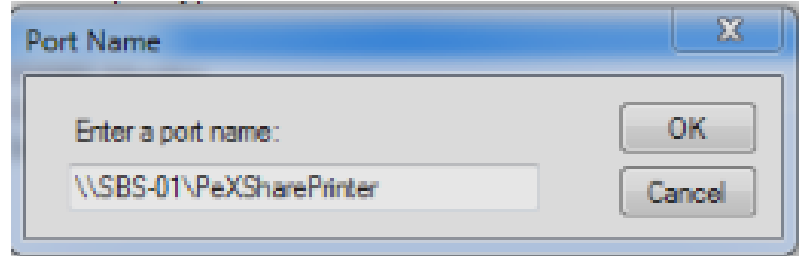 Port Name
Enter a port name:
OK
\\SBS-01\PeXSharePrinter
Cancel